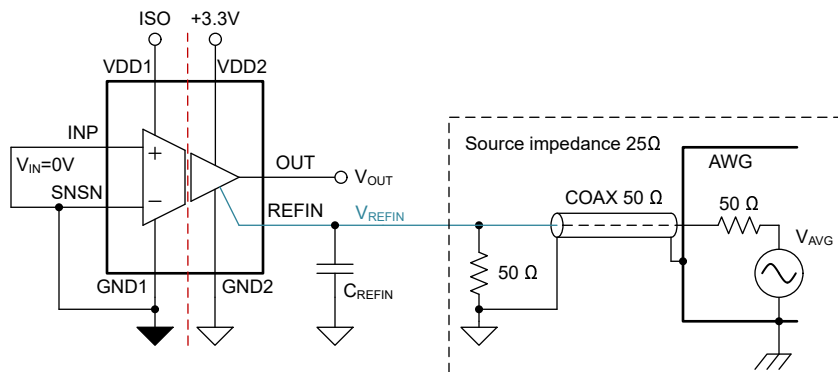 ISO
+3.3V
VDD1
VDD2
INP
V_IN=0V
SNSN
OUT
V_OUT
REFIN
V_REFIN
C_REFIN
GND1
GND2
+
−
Source impedance 25Ω
AWG
COAX 50 Ω
50 Ω
V_AVG
50 Ω